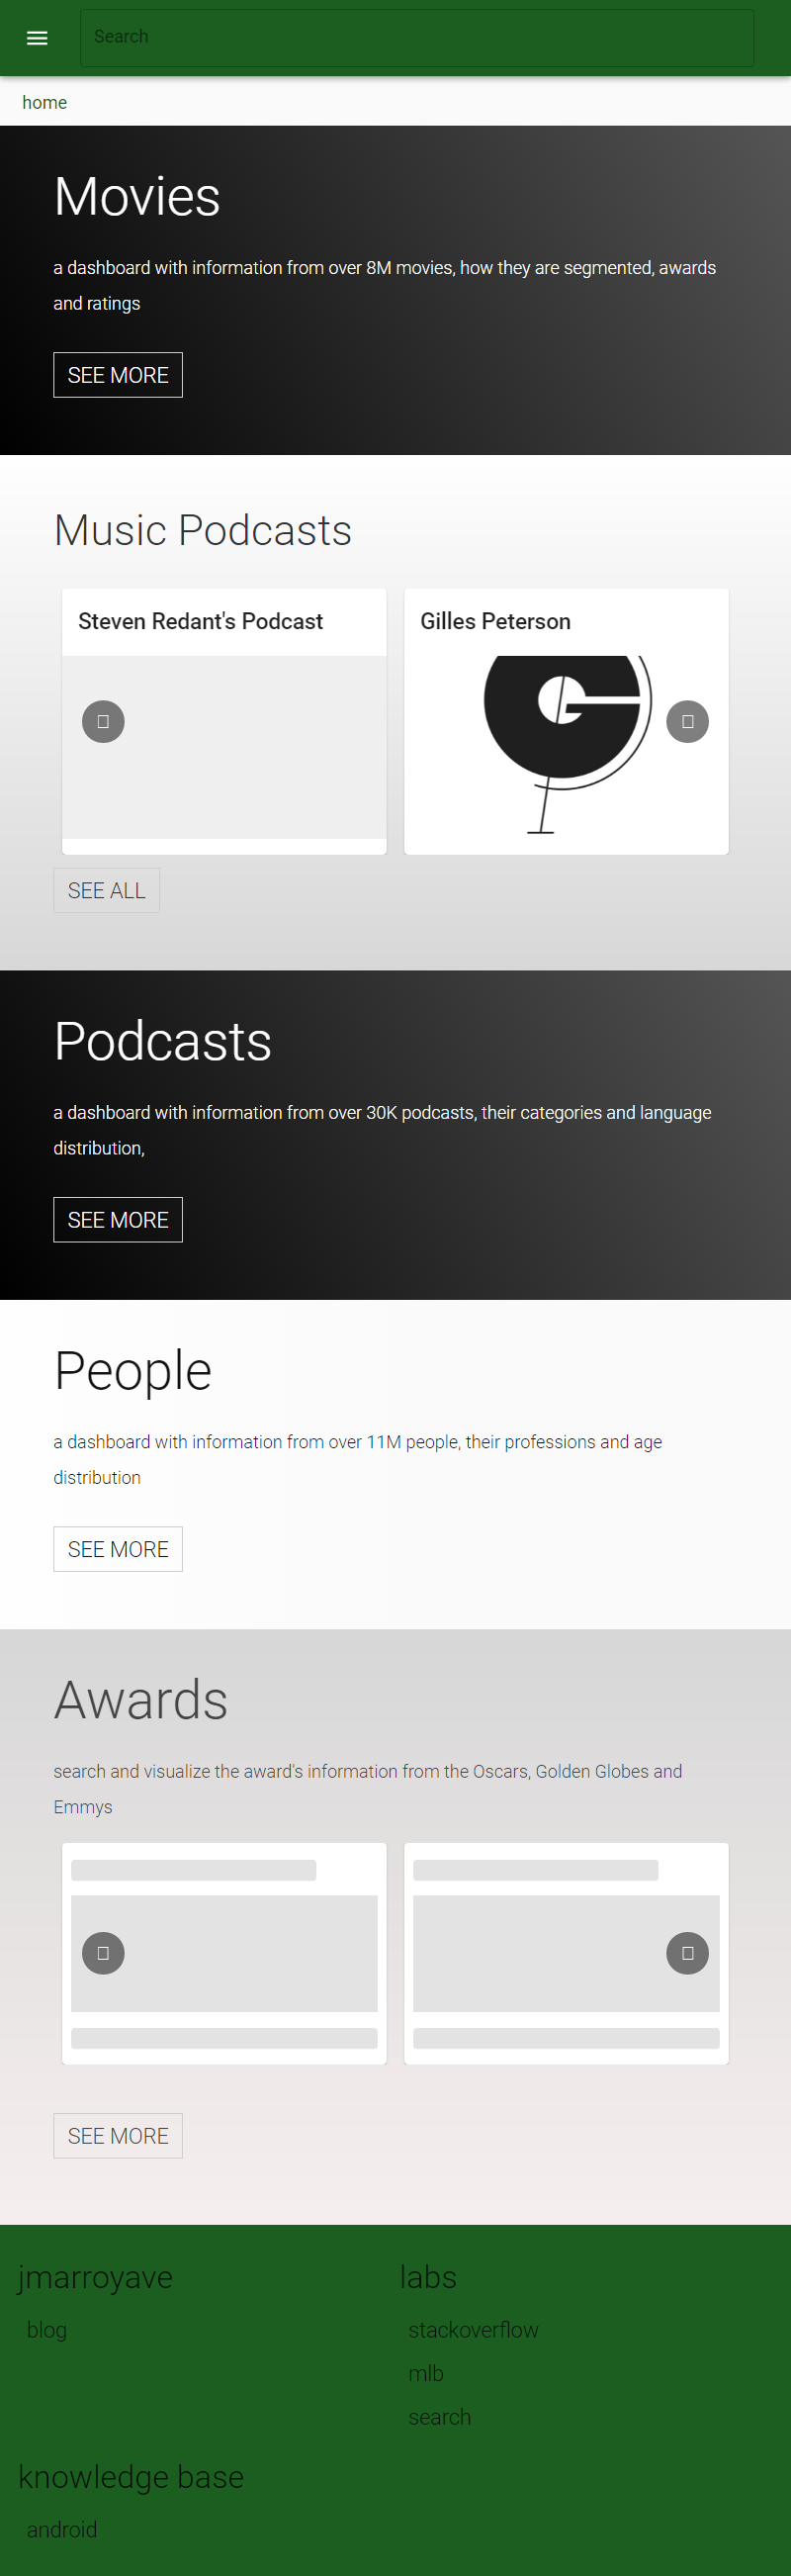 Search
home
Movies
a dashboard with information from over 8M movies, how they are segmented, awards
and ratings
SEE MORE
Music Podcasts
Steven Redant's Podcast
Gilles Peterson
SEE ALL
Podcasts
a dashboard with information from over 30K podcasts, their categories and language
distribution,
SEE MORE
People
a dashboard with information from over 11M people, their professions and age
distribution
SEE MORE
Awards
search and visualize the award's information from the Oscars, Golden Globes and
Emmys
SEE MORE
jmarroyave
blog
labs
stackoverflow
mlb
search
knowledge base
android